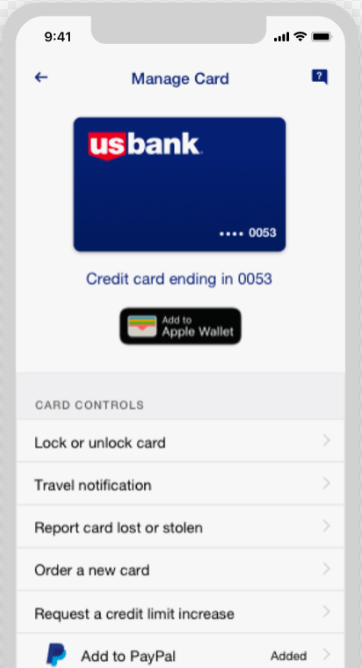 9:41
Manage Card
?
usbank
•••• 0053
Credit card ending in 0053
Add to
Apple Wallet
CARD CONTROLS
Lock or unlock card
Travel notification
Report card lost or stolen
Order a new card
Request a credit limit increase
Add to PayPal Added